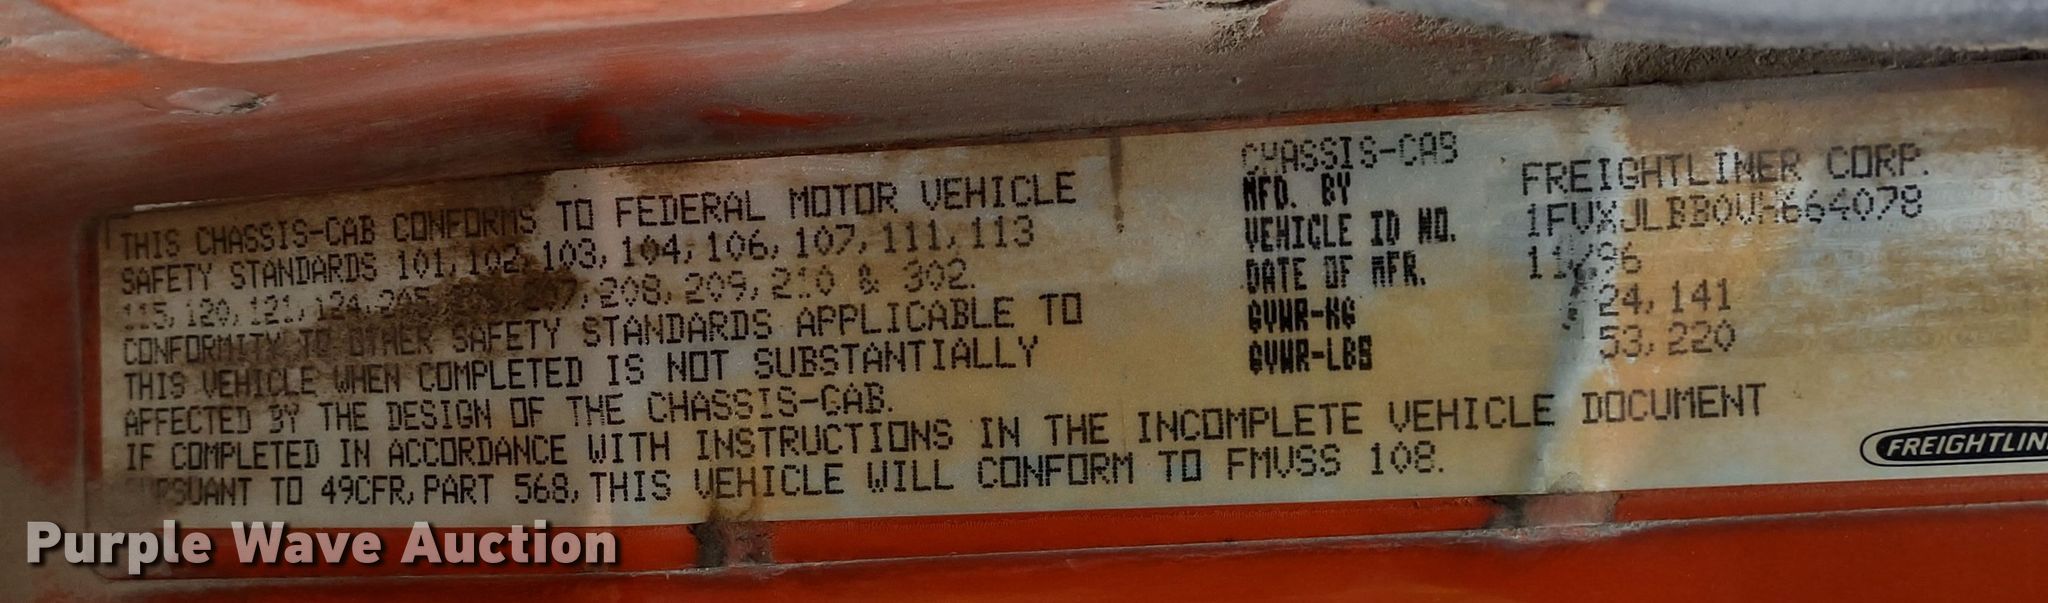 THIS CHASSIS-CAB CONFORMS TO FEDERAL MOTOR VEHICLE
SAFETY STANDARDS 101, 102, 103, 104, 106, 107, 111, 113
115, 120, 121, 124, 205, 208, 209, 210 & 302.
CONFORMITY TO OTHER SAFETY STANDARDS APPLICABLE TO
THIS VEHICLE WHEN COMPLETED IS NOT SUBSTANTIALLY
AFFECTED BY THE DESIGN OF THE CHASSIS-CAB.
IF COMPLETED IN ACCORDANCE WITH INSTRUCTIONS IN THE INCOMPLETE VEHICLE DOCUMENT
PURSUANT TO 49CFR, PART 568, THIS VEHICLE WILL CONFORM TO FMVSS 108.
CHASSIS-CAB
MFD. BY FREIGHTLINER CORP.
VEHICLE ID NO.
DATE OF MFR. 11/96
GVWR-KG 24,141
GVWR-LBS 53,220
FREIGHTLIN
Purple Wave Auction